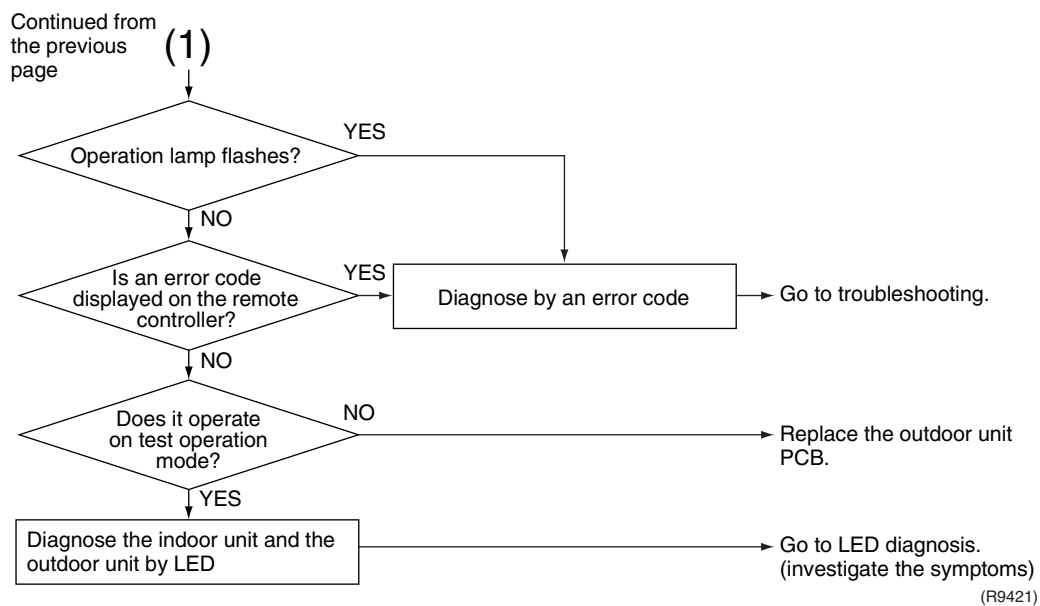 Continued from
the previous
page
(1)
YES
Operation lamp flashes?
NO
Is an error code
displayed on the remote
controller?
YES
Diagnose by an error code
Go to troubleshooting.
NO
Does it operate
on test operation
mode?
NO
Replace the outdoor unit
PCB.
YES
Diagnose the indoor unit and the
outdoor unit by LED
Go to LED diagnosis.
(investigate the symptoms)
(R9421)